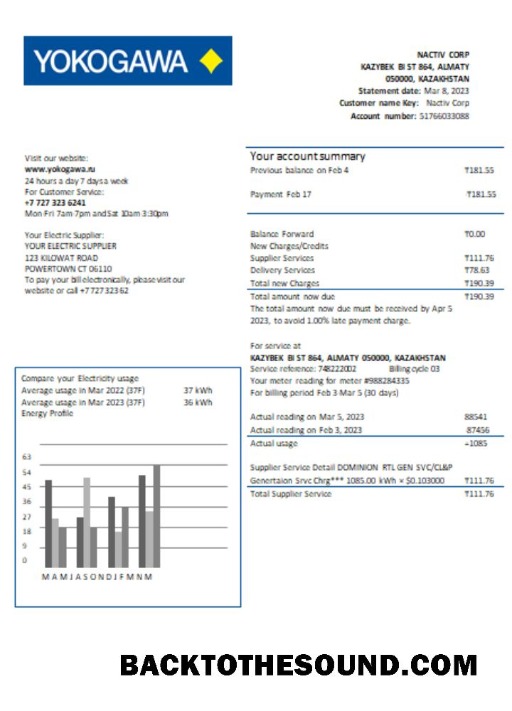 YOKOGAWA
NACTIV CORP
KAZYBEK BI ST 864, ALMATY
050000, KAZAKHSTAN
Statement date: Mar 8, 2023
Customer name Key: Nactiv Corp
Account number: 51766033088
Visit our website:
www.yokogawa.ru
24 hours a day 7 days a week
For Customer Service:
+7 727 323 6241
Mon Fri 7am 7pm and Sat 10am 3:30pm
Your Electric Supplier:
YOUR ELECTRIC SUPPLIER
123 KILOWAT ROAD
POWERTOWN CT 06110
To pay your bill electronically, please visit our
website or call +7 727 323 62
Your account summary
Previous balance on Feb 4 ₸181.55
Payment Feb 17 ₸181.55
Balance Forward ₸0.00
New Charges/Credits
Supplier Services ₸111.76
Delivery Services ₸78.63
Total new Charges ₸190.39
Total amount now due ₸190.39
The total amount now due must be received by Apr 5
2023, to avoid 1.00% late payment charge.
For service at
KAZYBEK BI ST 864, ALMATY 050000, KAZAKHSTAN
Service reference: 748222002 Billing cycle 03
Your meter reading for meter #988284335
For billing period Feb 3 Mar 5 (30 days)
Actual reading on Mar 5, 2023 88541
Actual reading on Feb 3, 2023 87456
Actual usage =1085
Supplier Service Detail DOMINION RTL GEN SVC/CL&P
Genertaion Srvc Chrg*** 1085.00 kWh × $0.103000 ₸111.76
Total Supplier Service ₸111.76
Compare your Electricity usage
Average usage in Mar 2022 (37F) 37 kWh
Average usage in Mar 2023 (37F) 36 kWh
Energy Profile
63
54
45
36
27
18
9
0
M A M J A S O N D J F M N M
BACKTOTHESOUND.COM